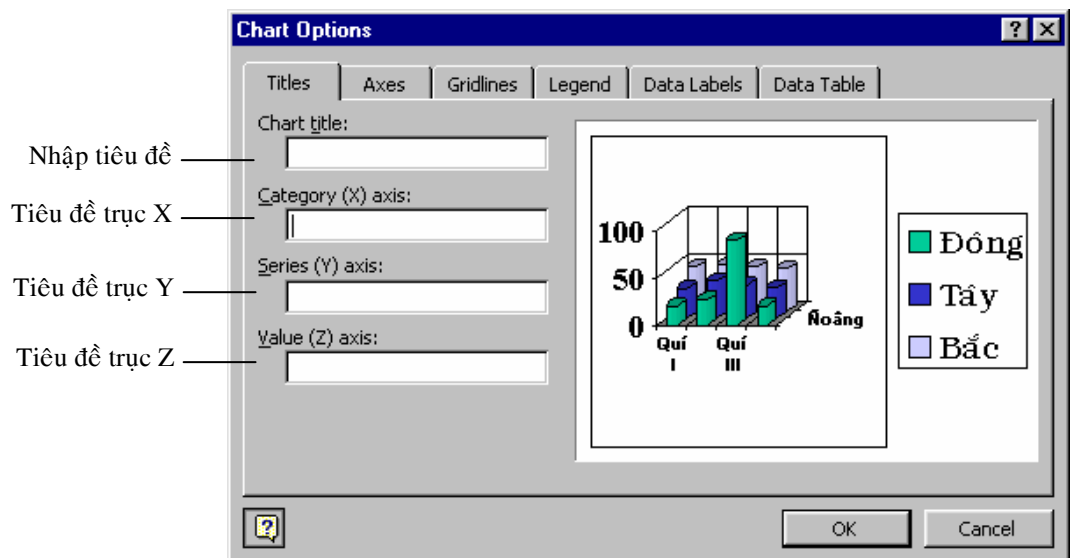 Chart Options
Titles Axes Gridlines Legend Data Labels Data Table
Chart title:
Nhập tiêu đề
Category (X) axis:
Tiêu đề trục X
Series (Y) axis:
Tiêu đề trục Y
Value (Z) axis:
Tiêu đề trục Z
100
50
0
Quí I
Quí III
Ñoâng
Đông
Tây
Bắc
OK Cancel